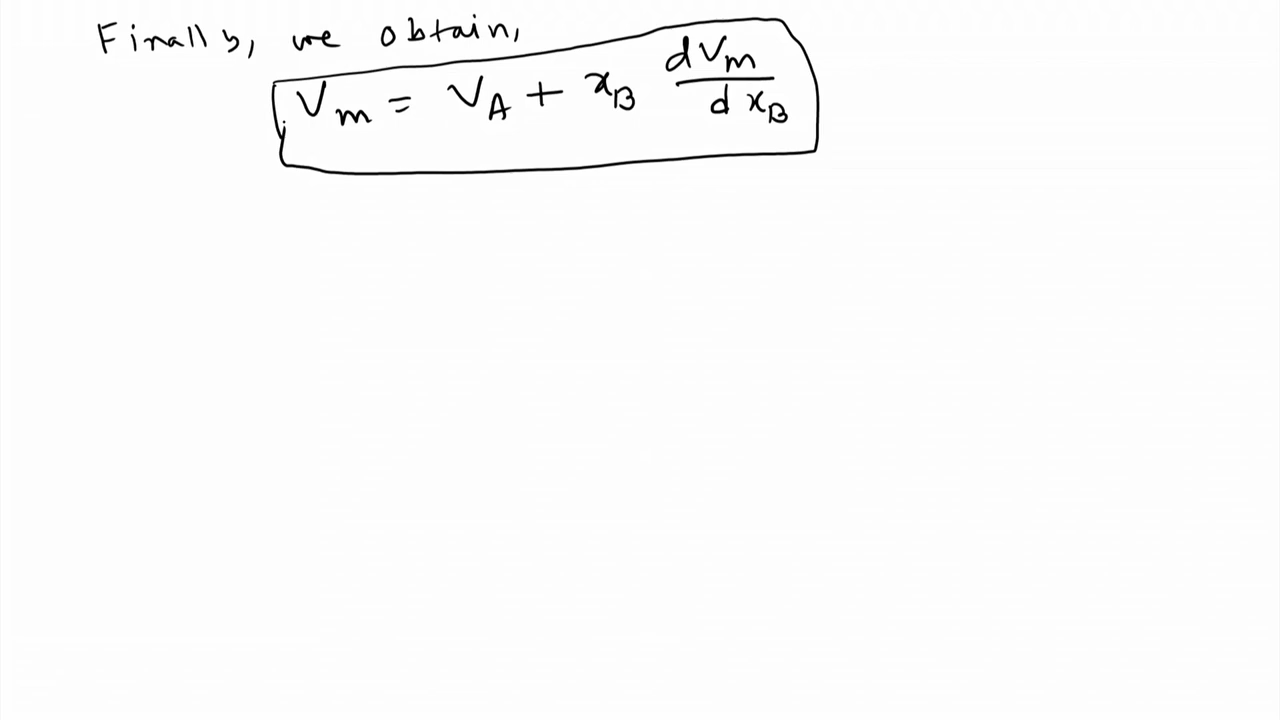 Finally, we obtain,
V_m = V_A + x_B dV_m / dx_B